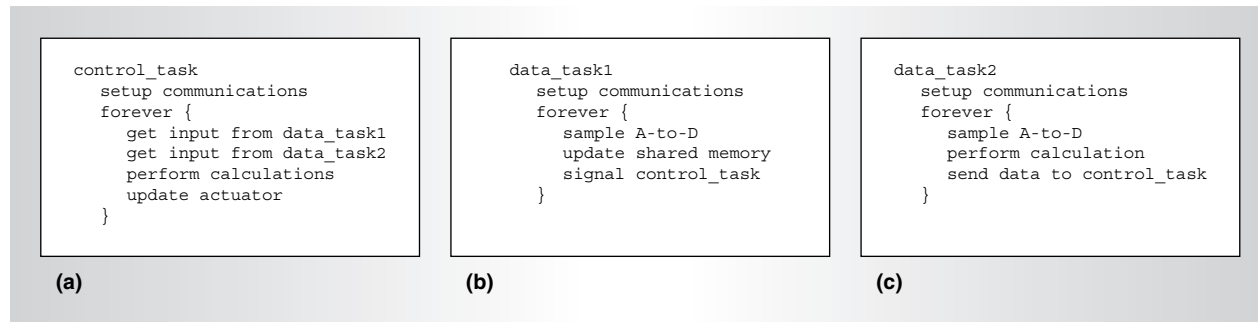 control_task
setup communications
forever {
get input from data_task1
get input from data_task2
perform calculations
update actuator
}
(a)
data_task1
setup communications
forever {
sample A-to-D
update shared memory
signal control_task
}
(b)
data_task2
setup communications
forever {
sample A-to-D
perform calculation
send data to control_task
}
(c)